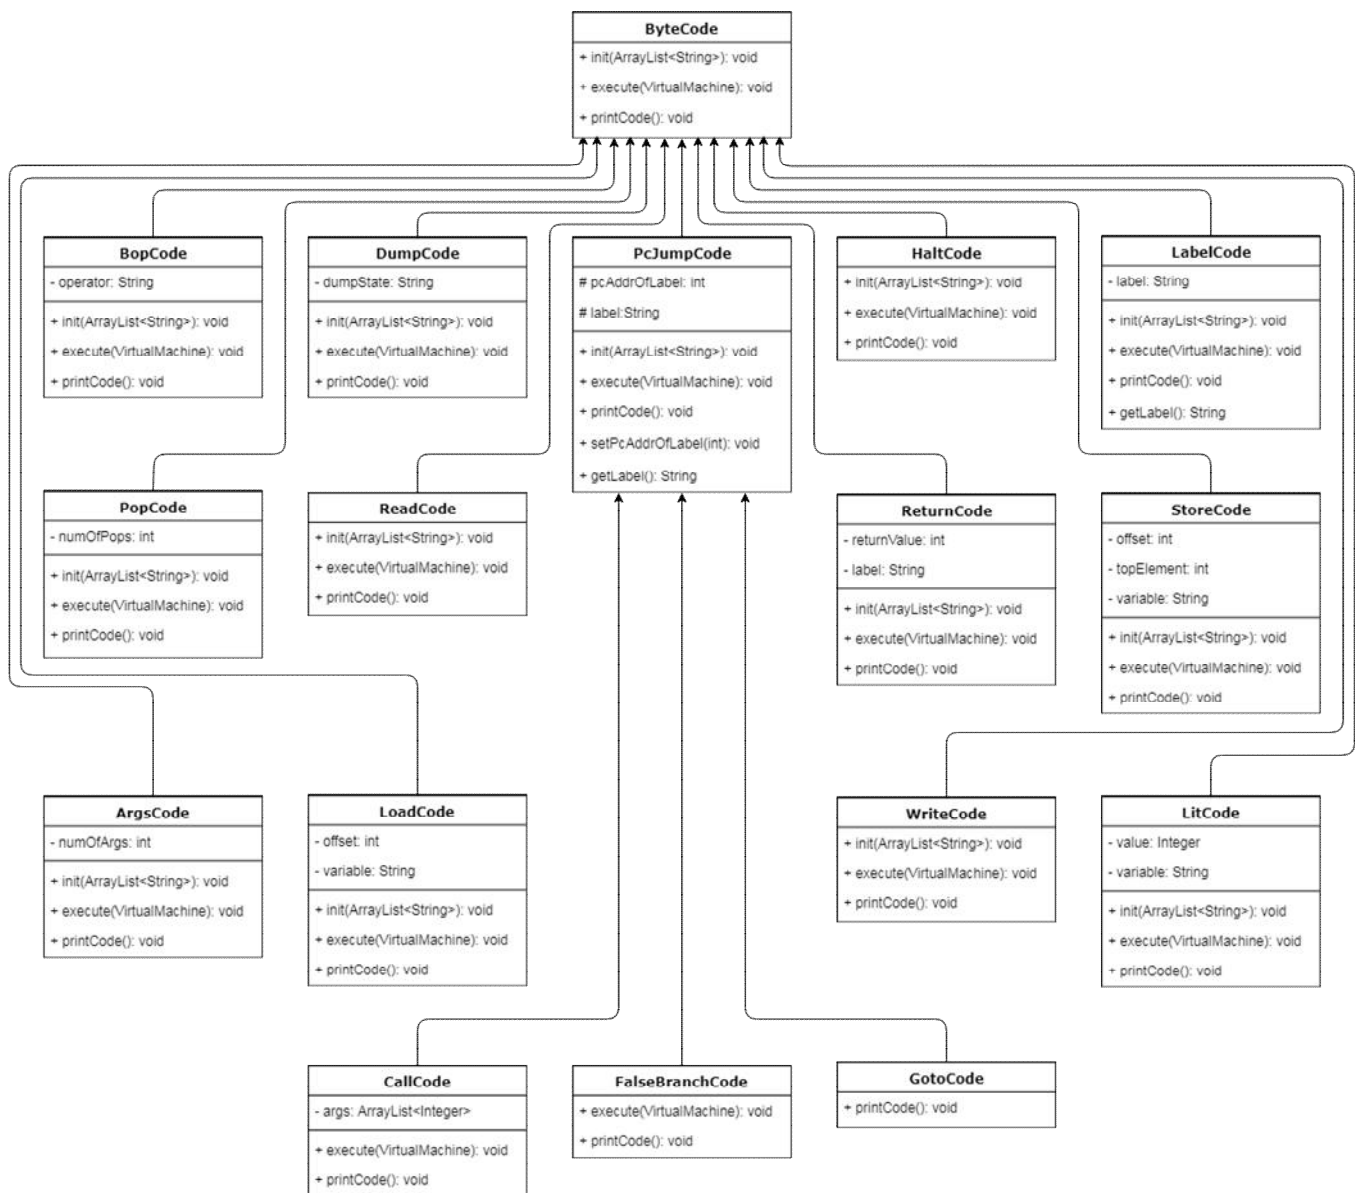 ByteCode
+ init(ArrayList<String>): void
+ execute(VirtualMachine): void
+ printCode(): void
BopCode
- operator: String
+ init(ArrayList<String>): void
+ execute(VirtualMachine): void
+ printCode(): void
DumpCode
- dumpState: String
+ init(ArrayList<String>): void
+ execute(VirtualMachine): void
+ printCode(): void
PcJumpCode
# pcAddrOfLabel: int
# label:String
+ init(ArrayList<String>): void
+ execute(VirtualMachine): void
+ printCode(): void
+ setPcAddrOfLabel(int): void
+ getLabel(): String
HaltCode
+ init(ArrayList<String>): void
+ execute(VirtualMachine): void
+ printCode(): void
LabelCode
- label: String
+ init(ArrayList<String>): void
+ execute(VirtualMachine): void
+ printCode(): void
+ getLabel(): String
PopCode
- numOfPops: int
+ init(ArrayList<String>): void
+ execute(VirtualMachine): void
+ printCode(): void
ReadCode
+ init(ArrayList<String>): void
+ execute(VirtualMachine): void
+ printCode(): void
ReturnCode
- returnValue: int
- label: String
+ init(ArrayList<String>): void
+ execute(VirtualMachine): void
+ printCode(): void
StoreCode
- offset: int
- topElement: int
- variable: String
+ init(ArrayList<String>): void
+ execute(VirtualMachine): void
+ printCode(): void
ArgsCode
- numOfArgs: int
+ init(ArrayList<String>): void
+ execute(VirtualMachine): void
+ printCode(): void
LoadCode
- offset: int
- variable: String
+ init(ArrayList<String>): void
+ execute(VirtualMachine): void
+ printCode(): void
WriteCode
+ init(ArrayList<String>): void
+ execute(VirtualMachine): void
+ printCode(): void
LitCode
- value: Integer
- variable: String
+ init(ArrayList<String>): void
+ execute(VirtualMachine): void
+ printCode(): void
CallCode
- args: ArrayList<Integer>
+ execute(VirtualMachine): void
+ printCode(): void
FalseBranchCode
+ execute(VirtualMachine): void
+ printCode(): void
GotoCode
+ printCode(): void